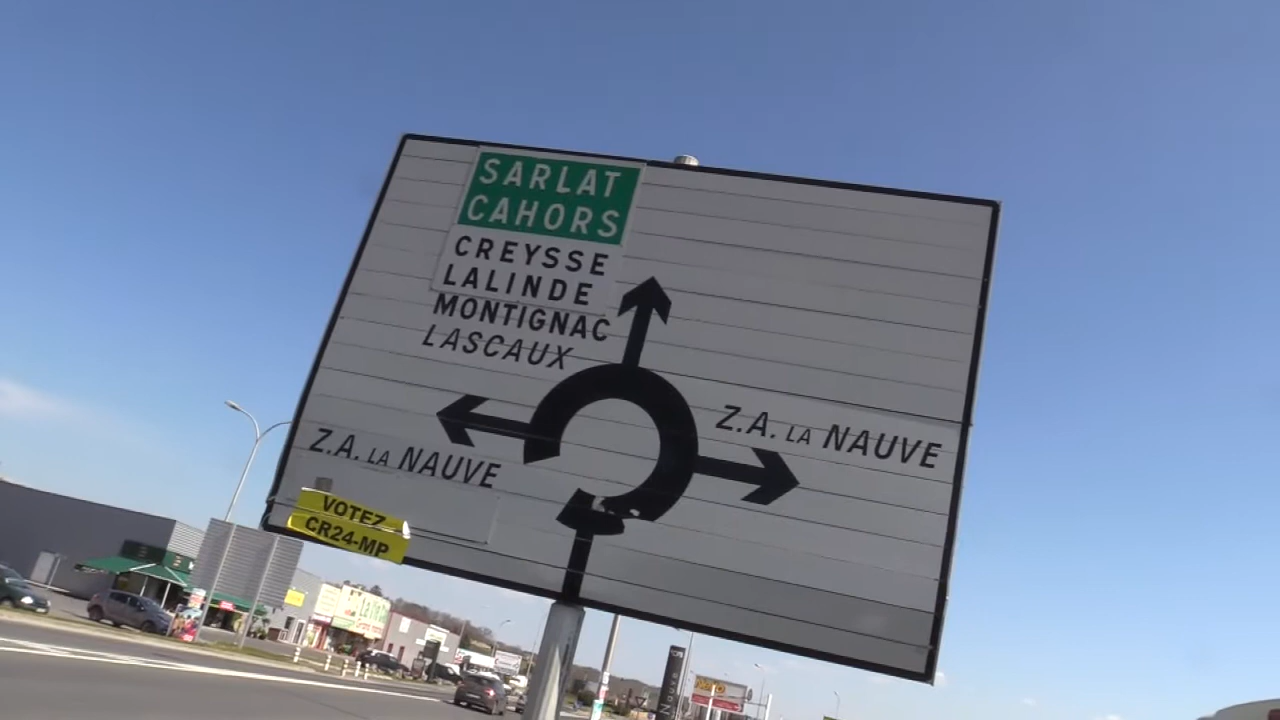 SARLAT
CAHORS
CREYSSE
LALINDE
MONTIGNAC
LASCAUX
Z.A. LA NAUVE
Z.A. LA NAUVE
VOTEZ
CR24-MP